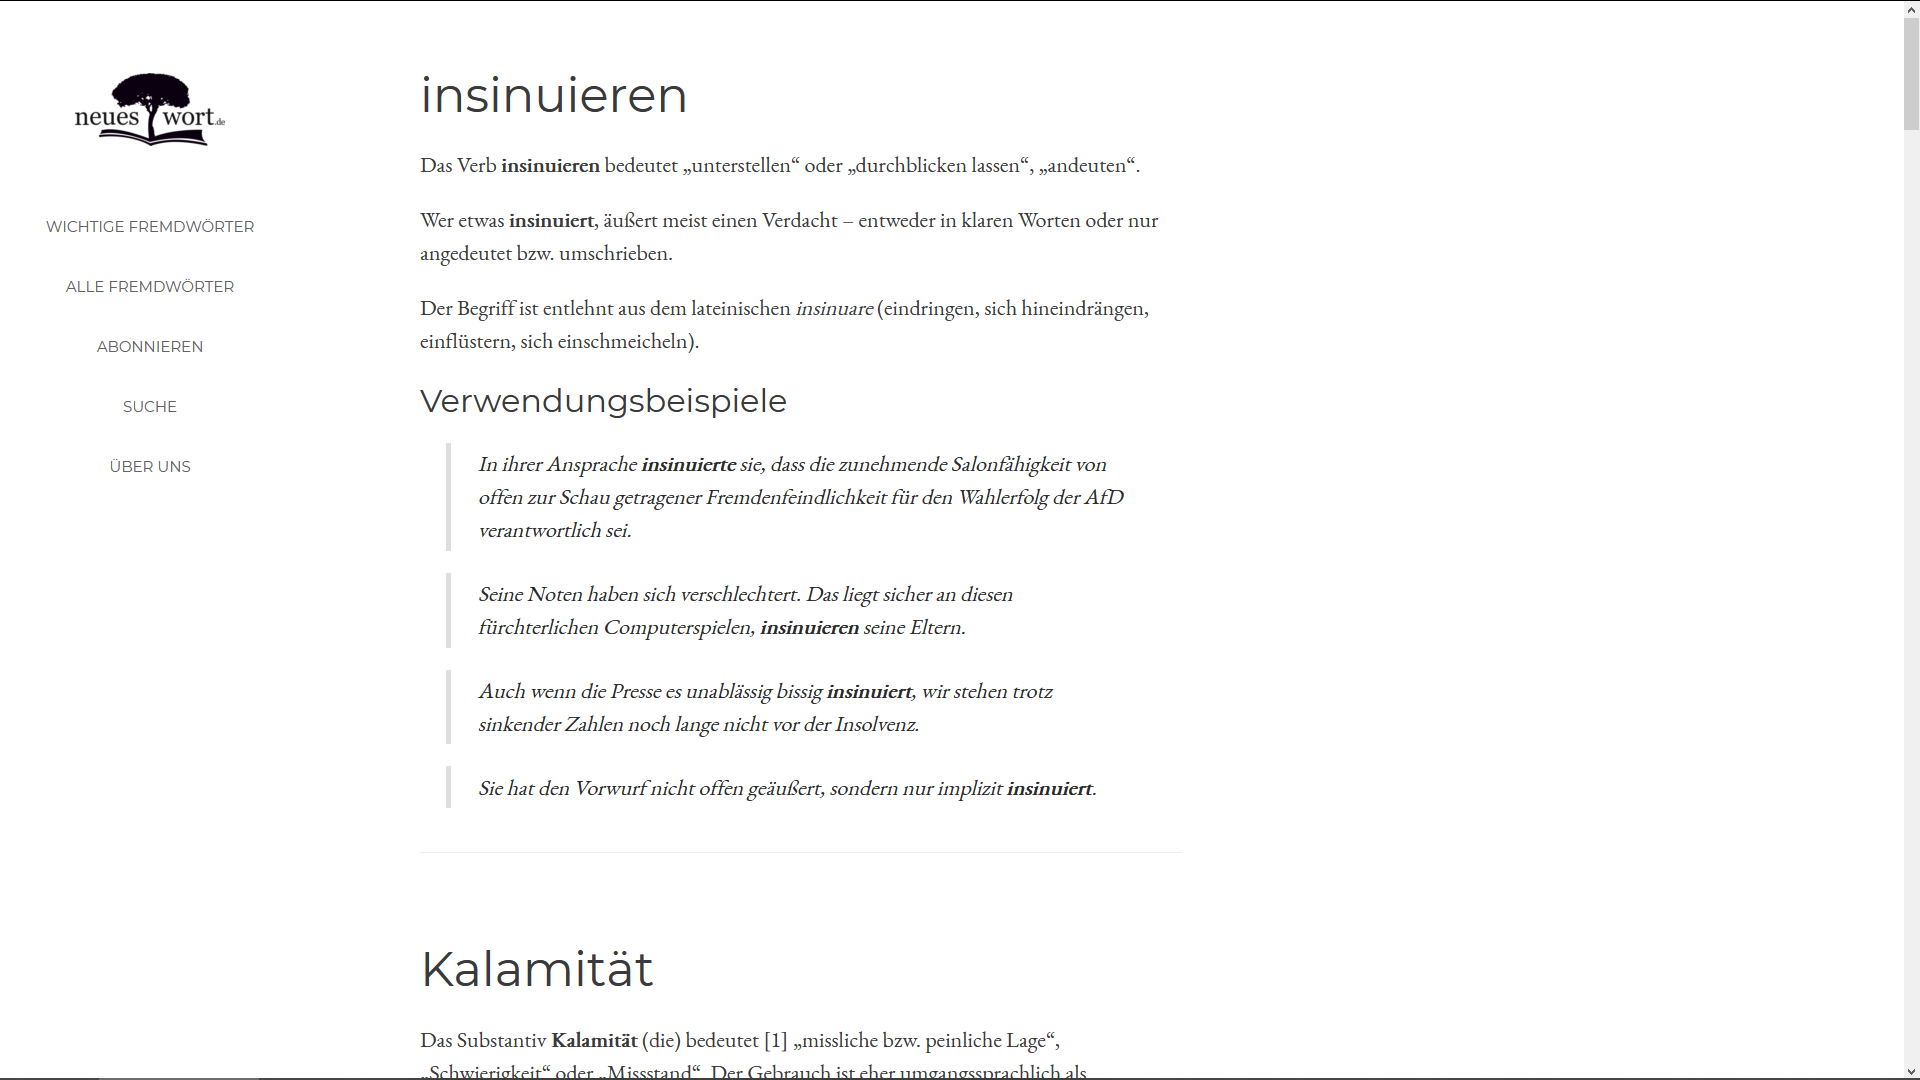 neues wort.de
WICHTIGE FREMDWÖRTER
ALLE FREMDWÖRTER
ABONNIEREN
SUCHE
ÜBER UNS
insinuieren
Das Verb insinuieren bedeutet „unterstellen“ oder „durchblicken lassen“, „andeuten“.
Wer etwas insinuiert, äußert meist einen Verdacht – entweder in klaren Worten oder nur
angedeutet bzw. umschrieben.
Der Begriff ist entlehnt aus dem lateinischen insinuare (eindringen, sich hineindrängen,
einflüstern, sich einschmeicheln).
Verwendungsbeispiele
In ihrer Ansprache insinuierte sie, dass die zunehmende Salonfähigkeit von
offen zur Schau getragener Fremdenfeindlichkeit für den Wahlerfolg der AfD
verantwortlich sei.
Seine Noten haben sich verschlechtert. Das liegt sicher an diesen
fürchterlichen Computerspielen, insinuieren seine Eltern.
Auch wenn die Presse es unablässig bissig insinuiert, wir stehen trotz
sinkender Zahlen noch lange nicht vor der Insolvenz.
Sie hat den Vorwurf nicht offen geäußert, sondern nur implizit insinuiert.
Kalamität
Das Substantiv Kalamität (die) bedeutet [1] „missliche bzw. peinliche Lage“,
„Schwierigkeit“ oder „Missstand“. Der Gebrauch ist eher umgangssprachlich als